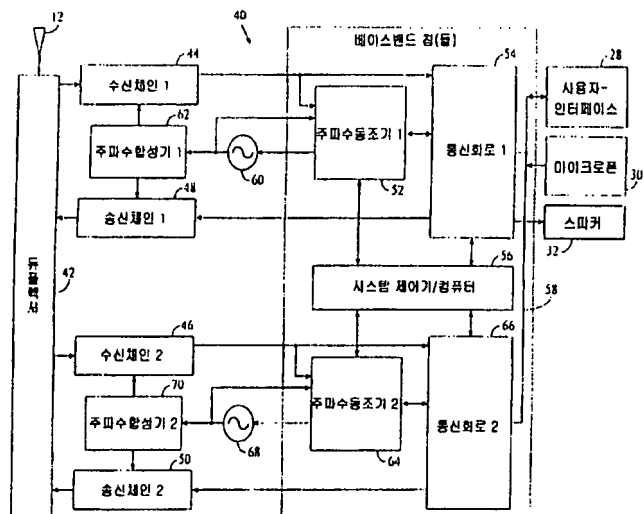 12
40
베이스밴드 칩(들)
44
54
28
수신체인 1
사용자-
인터페이스
62
주파수동조기 1
주파수합성기 1
통신회로 1
마이크로폰
30
60
52
48
송신체인 1
스피커
32
듀플렉서
42
56
시스템 제어기/컴퓨터
58
46
66
수신체인 2
70
주파수합성기 2
주파수동조기 2
통신회로 2
68
64
50
송신체인 2